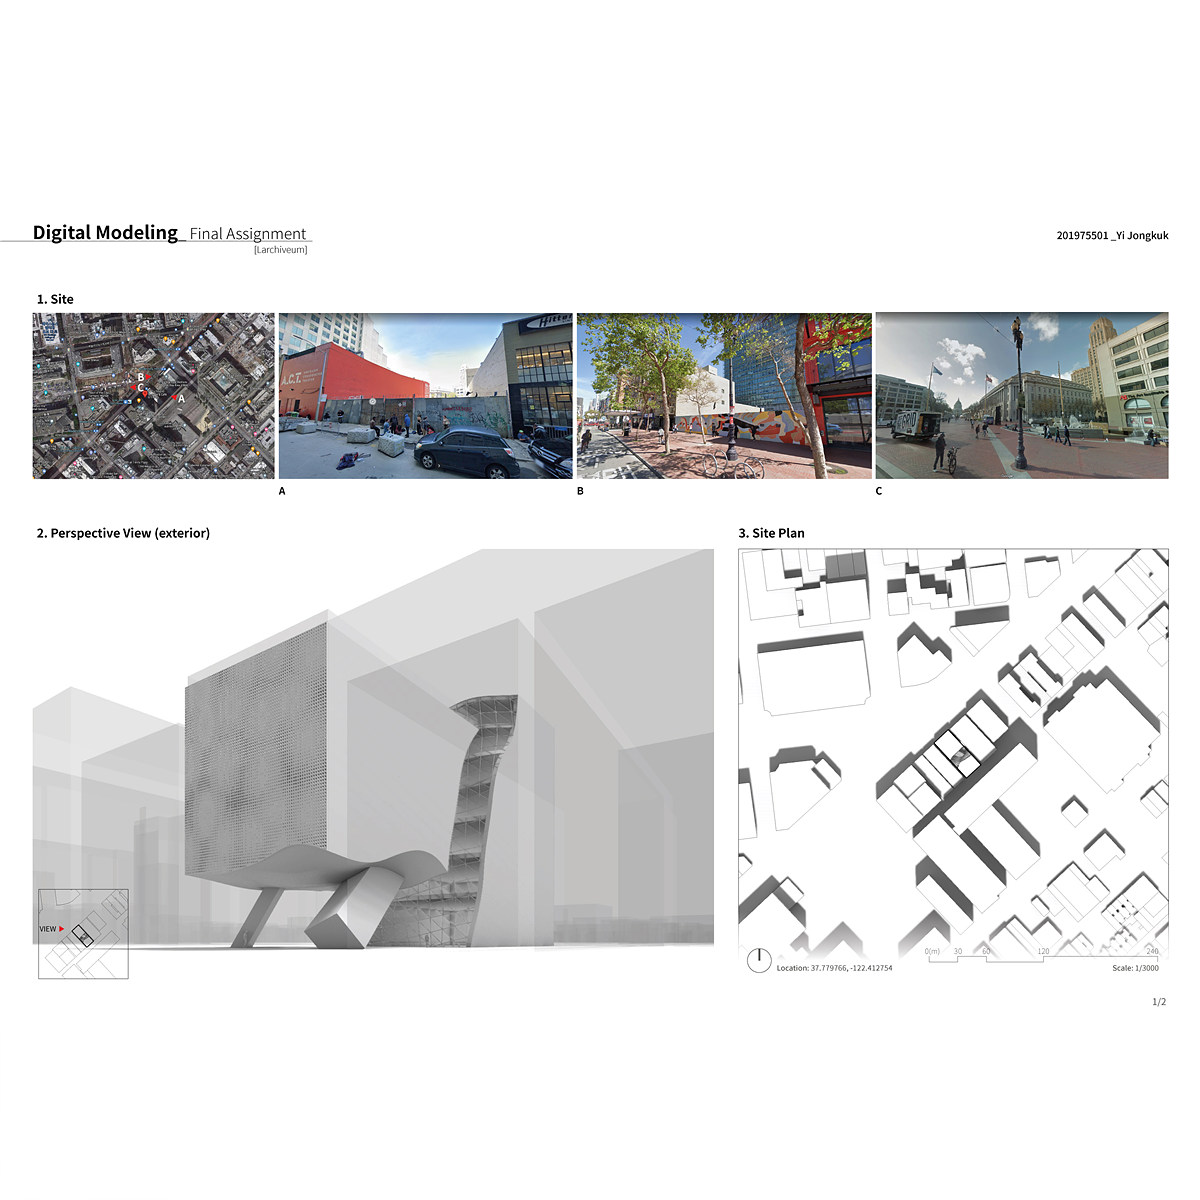 Digital Modeling_ Final Assignment
[Larchiveum]
201975501 _Yi Jongkuk
1. Site
B
C
A
A.C.T.
A
B
C
2. Perspective View (exterior)
3. Site Plan
VIEW
0(m) 30 60 120 240
Location: 37.779766, -122.412754
Scale: 1/3000
1/2